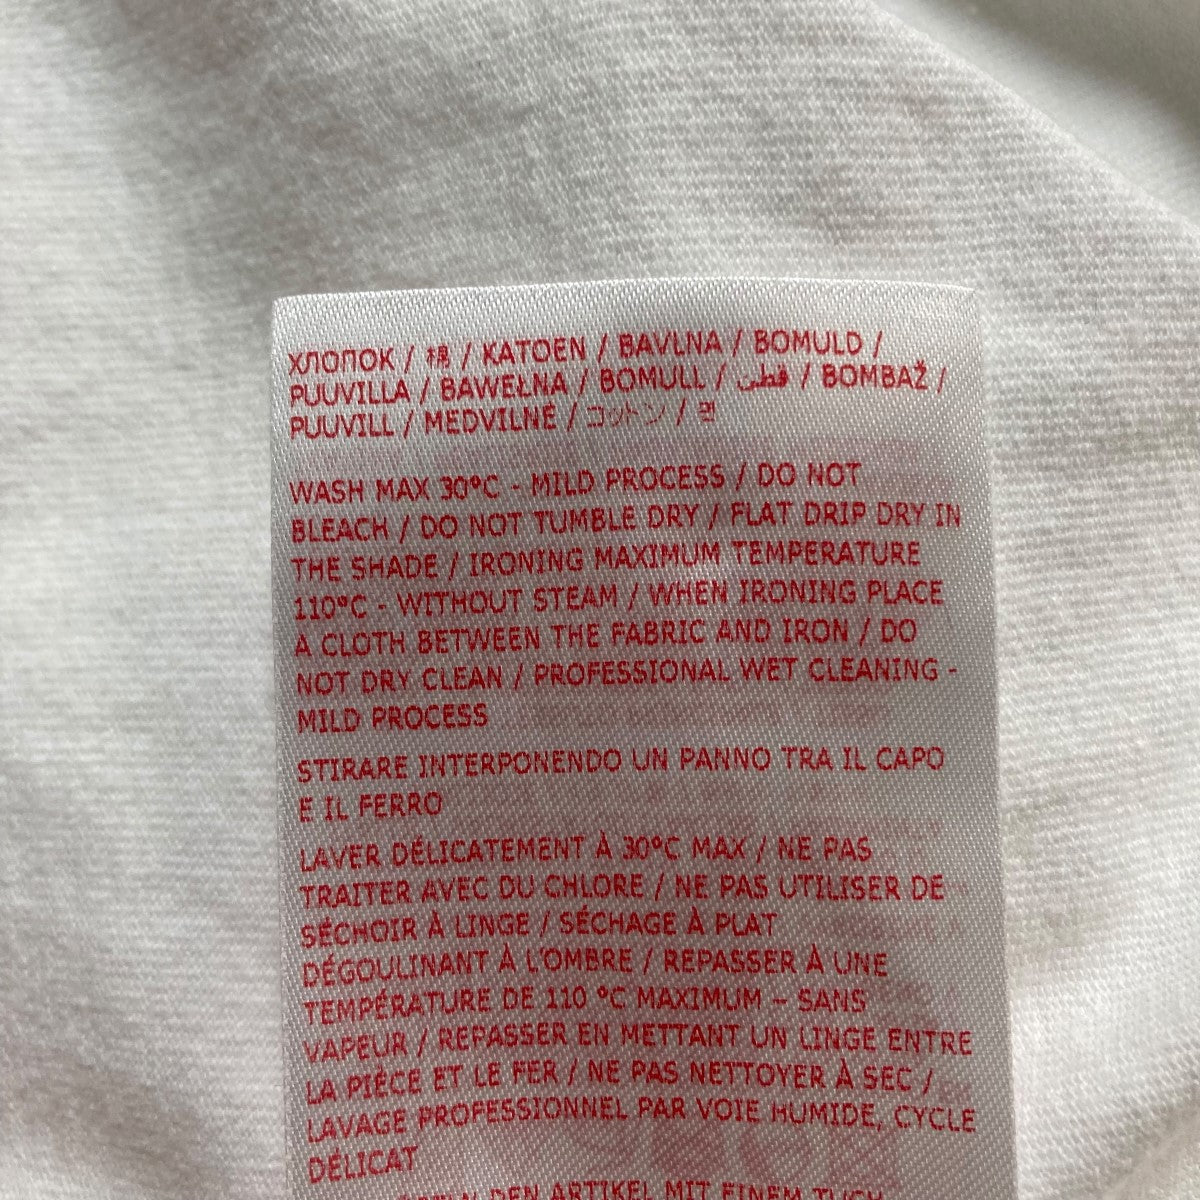 ХЛОПОК / 棉 / KATOEN / BAVLNA / BOMULD /
PUUVILLA / BAWEŁNA / BOMULL / قطن / BOMBAŽ /
PUUVILL / MEDVILNĖ / コットン / 면
WASH MAX 30°C - MILD PROCESS / DO NOT
BLEACH / DO NOT TUMBLE DRY / FLAT DRIP DRY IN
THE SHADE / IRONING MAXIMUM TEMPERATURE
110°C - WITHOUT STEAM / WHEN IRONING PLACE
A CLOTH BETWEEN THE FABRIC AND IRON / DO
NOT DRY CLEAN / PROFESSIONAL WET CLEANING -
MILD PROCESS
STIRARE INTERPONENDO UN PANNO TRA IL CAPO
E IL FERRO
LAVER DÉLICATEMENT À 30°C MAX / NE PAS
TRAITER AVEC DU CHLORE / NE PAS UTILISER DE
SÉCHOIR À LINGE / SÉCHAGE À PLAT
DÉGOULINANT À L'OMBRE / REPASSER À UNE
TEMPÉRATURE DE 110 °C MAXIMUM – SANS
VAPEUR / REPASSER EN METTANT UN LINGE ENTRE
LA PIÈCE ET LE FER / NE PAS NETTOYER À SEC /
LAVAGE PROFESSIONNEL PAR VOIE HUMIDE, CYCLE
DÉLICAT
DEN ARTIKEL MIT EINEM TUCH